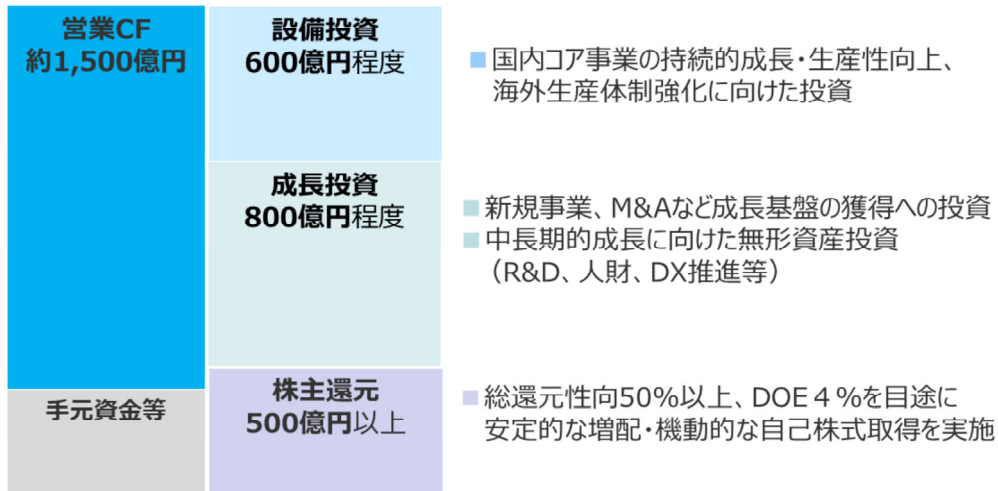 営業CF
約1,500億円
設備投資
600億円程度
■国内コア事業の持続的成長・生産性向上、
海外生産体制強化に向けた投資
成長投資
800億円程度
■新規事業、M&Aなど成長基盤の獲得への投資
■中長期的成長に向けた無形資産投資
（R&D、人財、DX推進等）
手元資金等
株主還元
500億円以上
■総還元性向50％以上、DOE４％を目途に
安定的な増配・機動的な自己株式取得を実施